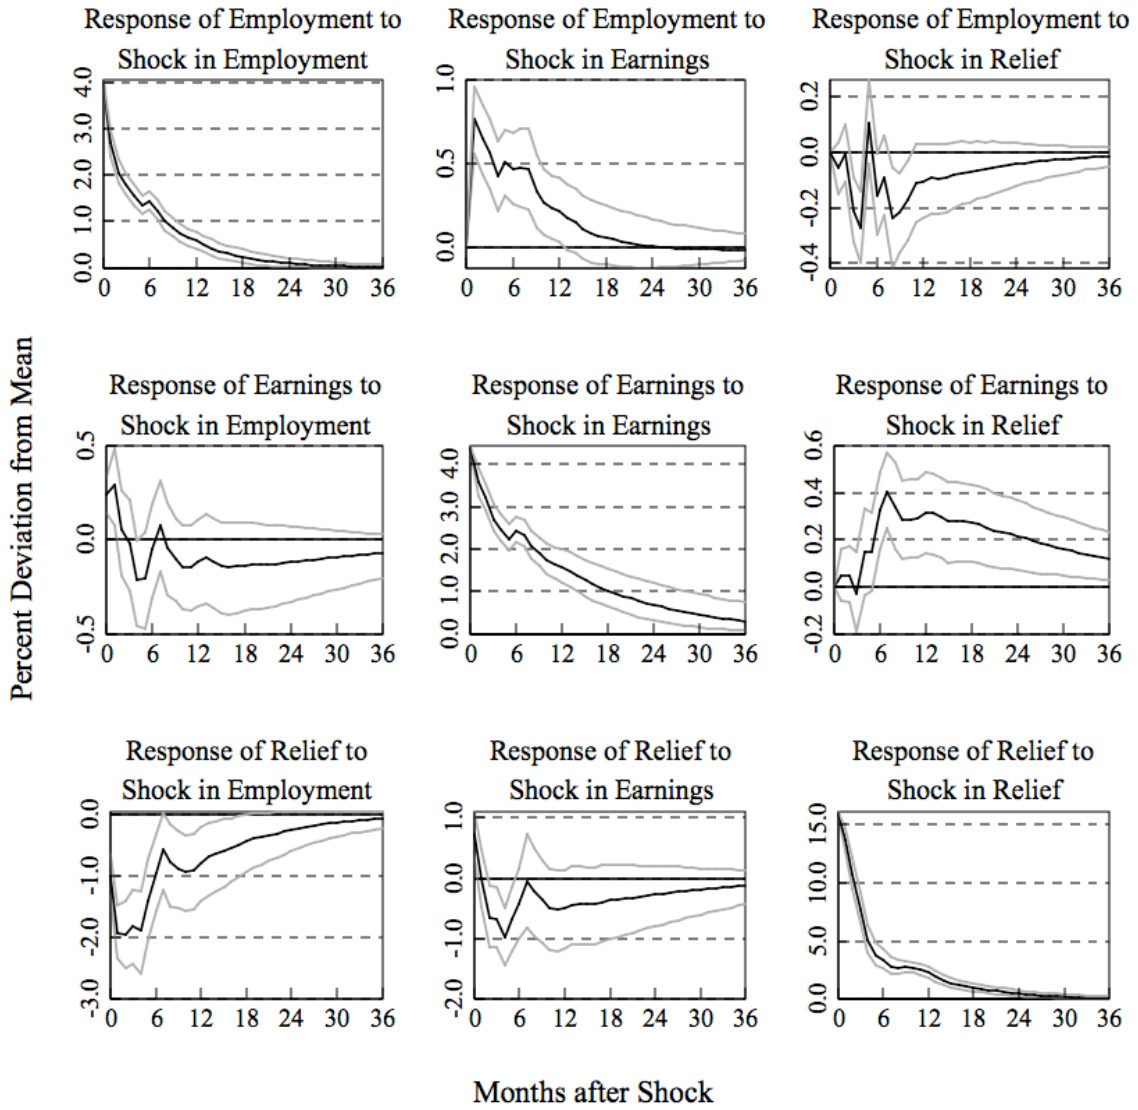 Response of Employment to
Shock in Employment
Response of Employment to
Shock in Earnings
Response of Employment to
Shock in Relief
4.0
3.0
2.0
1.0
0.0
0 6 12 18 24 30 36
1.0
0.5
0.0
0 6 12 18 24 30 36
0.2
0.0
-0.2
-0.4
0 6 12 18 24 30 36
Percent Deviation from Mean
Response of Earnings to
Shock in Employment
Response of Earnings to
Shock in Earnings
Response of Earnings to
Shock in Relief
0.5
0.0
-0.5
0 6 12 18 24 30 36
4.0
3.0
2.0
1.0
0.0
0 6 12 18 24 30 36
0.6
0.4
0.2
0.0
-0.2
0 6 12 18 24 30 36
Response of Relief to
Shock in Employment
Response of Relief to
Shock in Earnings
Response of Relief to
Shock in Relief
0.0
-1.0
-2.0
-3.0
0 6 12 18 24 30 36
1.0
0.0
-1.0
-2.0
0 6 12 18 24 30 36
15.0
10.0
5.0
0.0
0 6 12 18 24 30 36
Months after Shock